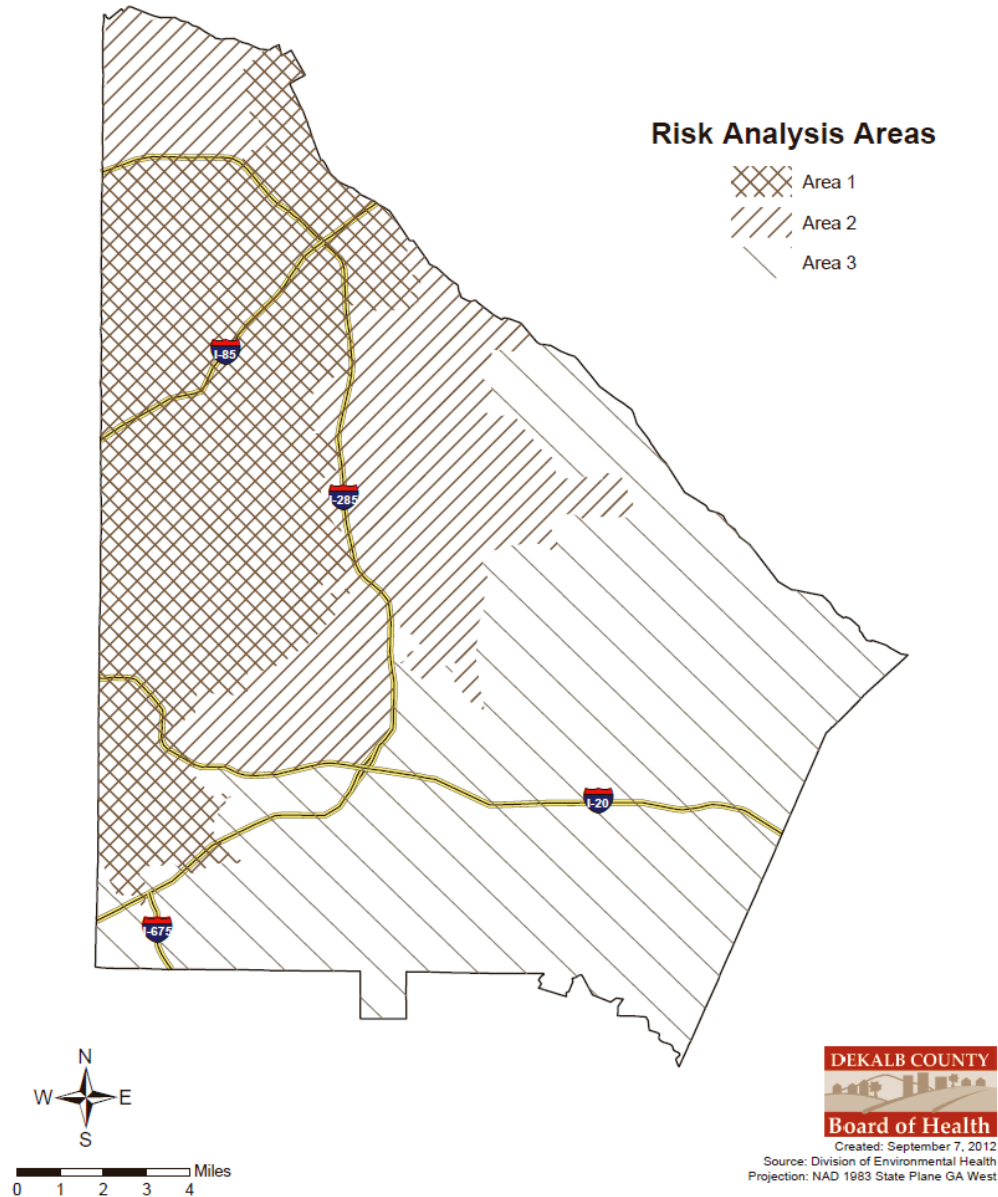 Risk Analysis Areas
Area 1
Area 2
Area 3
I-85
I-285
I-20
I-675
N
W E
S
Miles
0 1 2 3 4
DEKALB COUNTY
Board of Health
Created: September 7, 2012
Source: Division of Environmental Health
Projection: NAD 1983 State Plane GA West